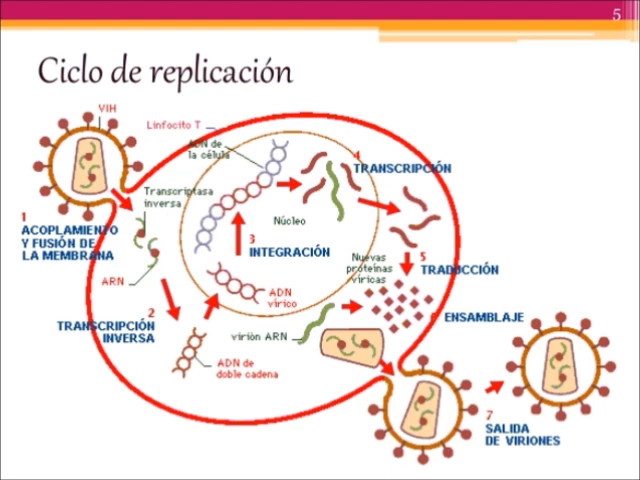 5
Ciclo de replicación
VIH
Linfocito T
ADN de
la célula
4
TRANSCRIPCIÓN
Transcriptasa
inversa
1
ACOPLAMIENTO
Y FUSIÓN DE
LA MEMBRANA
Núcleo
3
INTEGRACIÓN
Nuevas
proteínas
víricas
5
TRADUCCIÓN
ARN
ADN
vírico
2
TRANSCRIPCIÓN
INVERSA
virión ARN
6
ENSAMBLAJE
ADN de
doble cadena
7
SALIDA
DE VIRIONES